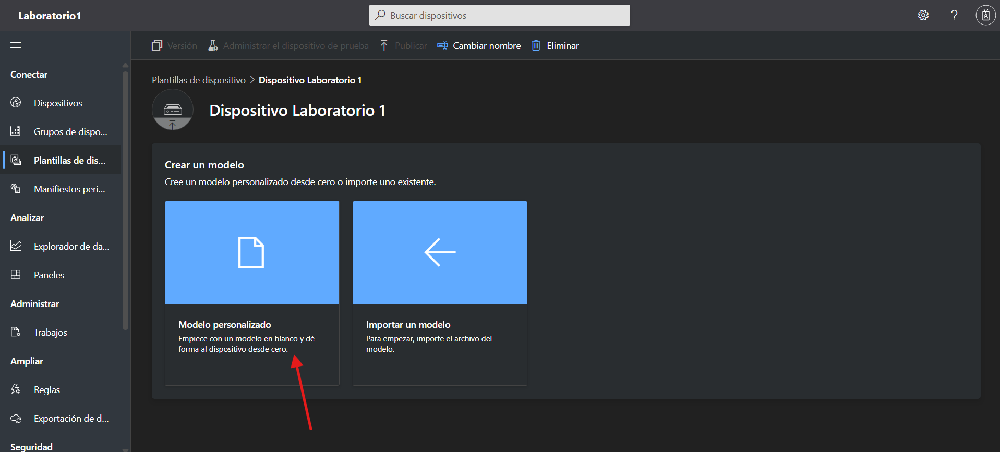 Laboratorio1
Buscar dispositivos
?
Versión
Administrar el dispositivo de prueba
Publicar
Cambiar nombre
Eliminar
Conectar
Dispositivos
Grupos de dispo...
Plantillas de dis...
Manifiestos peri...
Analizar
Explorador de da...
Paneles
Administrar
Trabajos
Ampliar
Reglas
Exportación de d...
Seguridad
Plantillas de dispositivo > Dispositivo Laboratorio 1
Dispositivo Laboratorio 1
Crear un modelo
Cree un modelo personalizado desde cero o importe uno existente.
Modelo personalizado
Empiece con un modelo en blanco y dé
forma al dispositivo desde cero.
Importar un modelo
Para empezar, importe el archivo del
modelo.